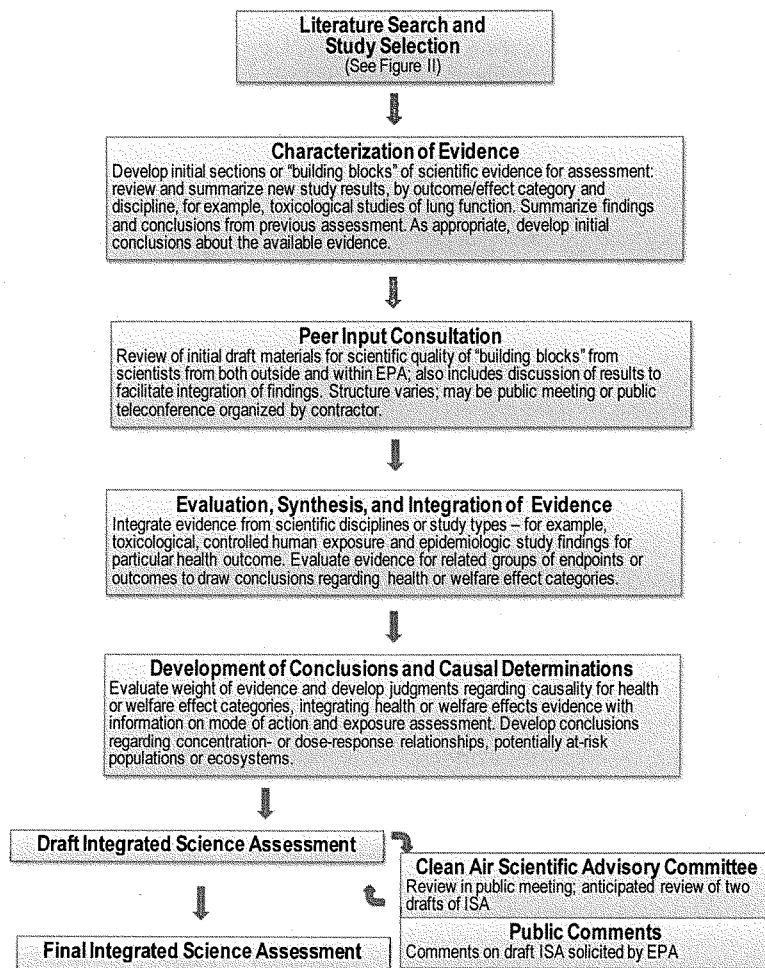 Literature Search and
Study Selection
(See Figure II)
Characterization of Evidence
Develop initial sections or "building blocks" of scientific evidence for assessment:
review and summarize new study results, by outcome/effect category and
discipline, for example, toxicological studies of lung function. Summarize findings
and conclusions from previous assessment. As appropriate, develop initial
conclusions about the available evidence.
Peer Input Consultation
Review of initial draft materials for scientific quality of "building blocks" from
scientists from both outside and within EPA; also includes discussion of results to
facilitate integration of findings. Structure varies; may be public meeting or public
teleconference organized by contractor.
Evaluation, Synthesis, and Integration of Evidence
Integrate evidence from scientific disciplines or study types – for example,
toxicological, controlled human exposure and epidemiologic study findings for
particular health outcome. Evaluate evidence for related groups of endpoints or
outcomes to draw conclusions regarding health or welfare effect categories.
Development of Conclusions and Causal Determinations
Evaluate weight of evidence and develop judgments regarding causality for health
or welfare effect categories, integrating health or welfare effects evidence with
information on mode of action and exposure assessment. Develop conclusions
regarding concentration- or dose-response relationships, potentially at-risk
populations or ecosystems.
Draft Integrated Science Assessment
Clean Air Scientific Advisory Committee
Review in public meeting; anticipated review of two
drafts of ISA
Public Comments
Comments on draft ISA solicited by EPA
Final Integrated Science Assessment